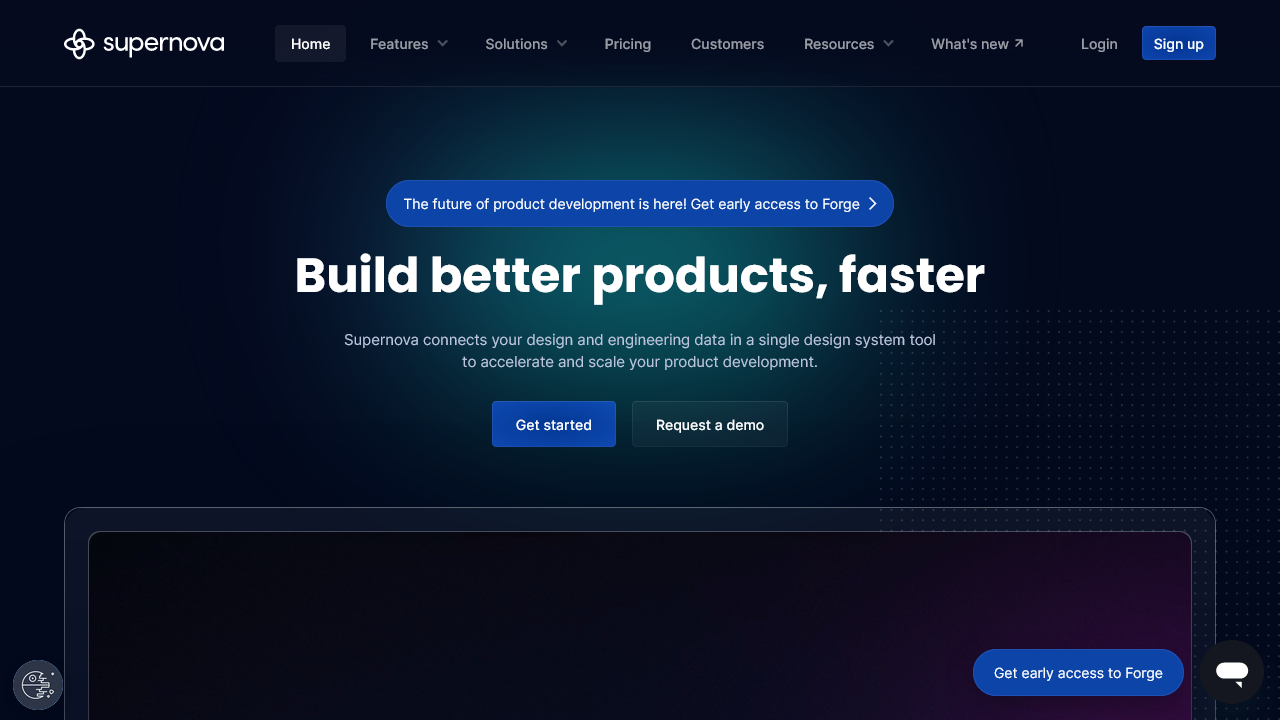 supernova
Home
Features
Solutions
Pricing
Customers
Resources
What's new
Login
Sign up
The future of product development is here! Get early access to Forge
Build better products, faster
Supernova connects your design and engineering data in a single design system tool
to accelerate and scale your product development.
Get started
Request a demo
Get early access to Forge